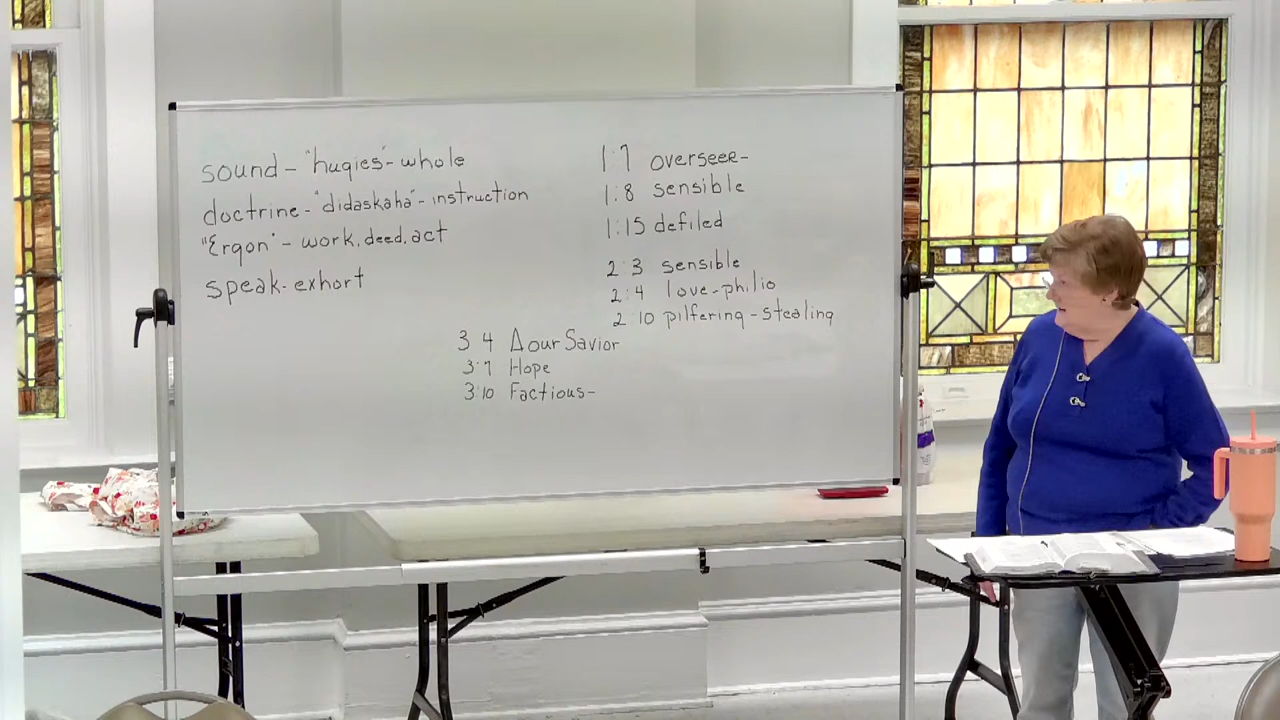 sound - "hugies" - whole
doctrine - "didaskaha" - instruction
"Ergon" - work, deed, act
speak - exhort
1:7 overseer -
1:8 sensible
1:15 defiled
2:3 sensible
2:4 love - philio
2:10 pilfering - stealing
3:4 Δ our Savior
3:7 Hope
3:10 Factious -